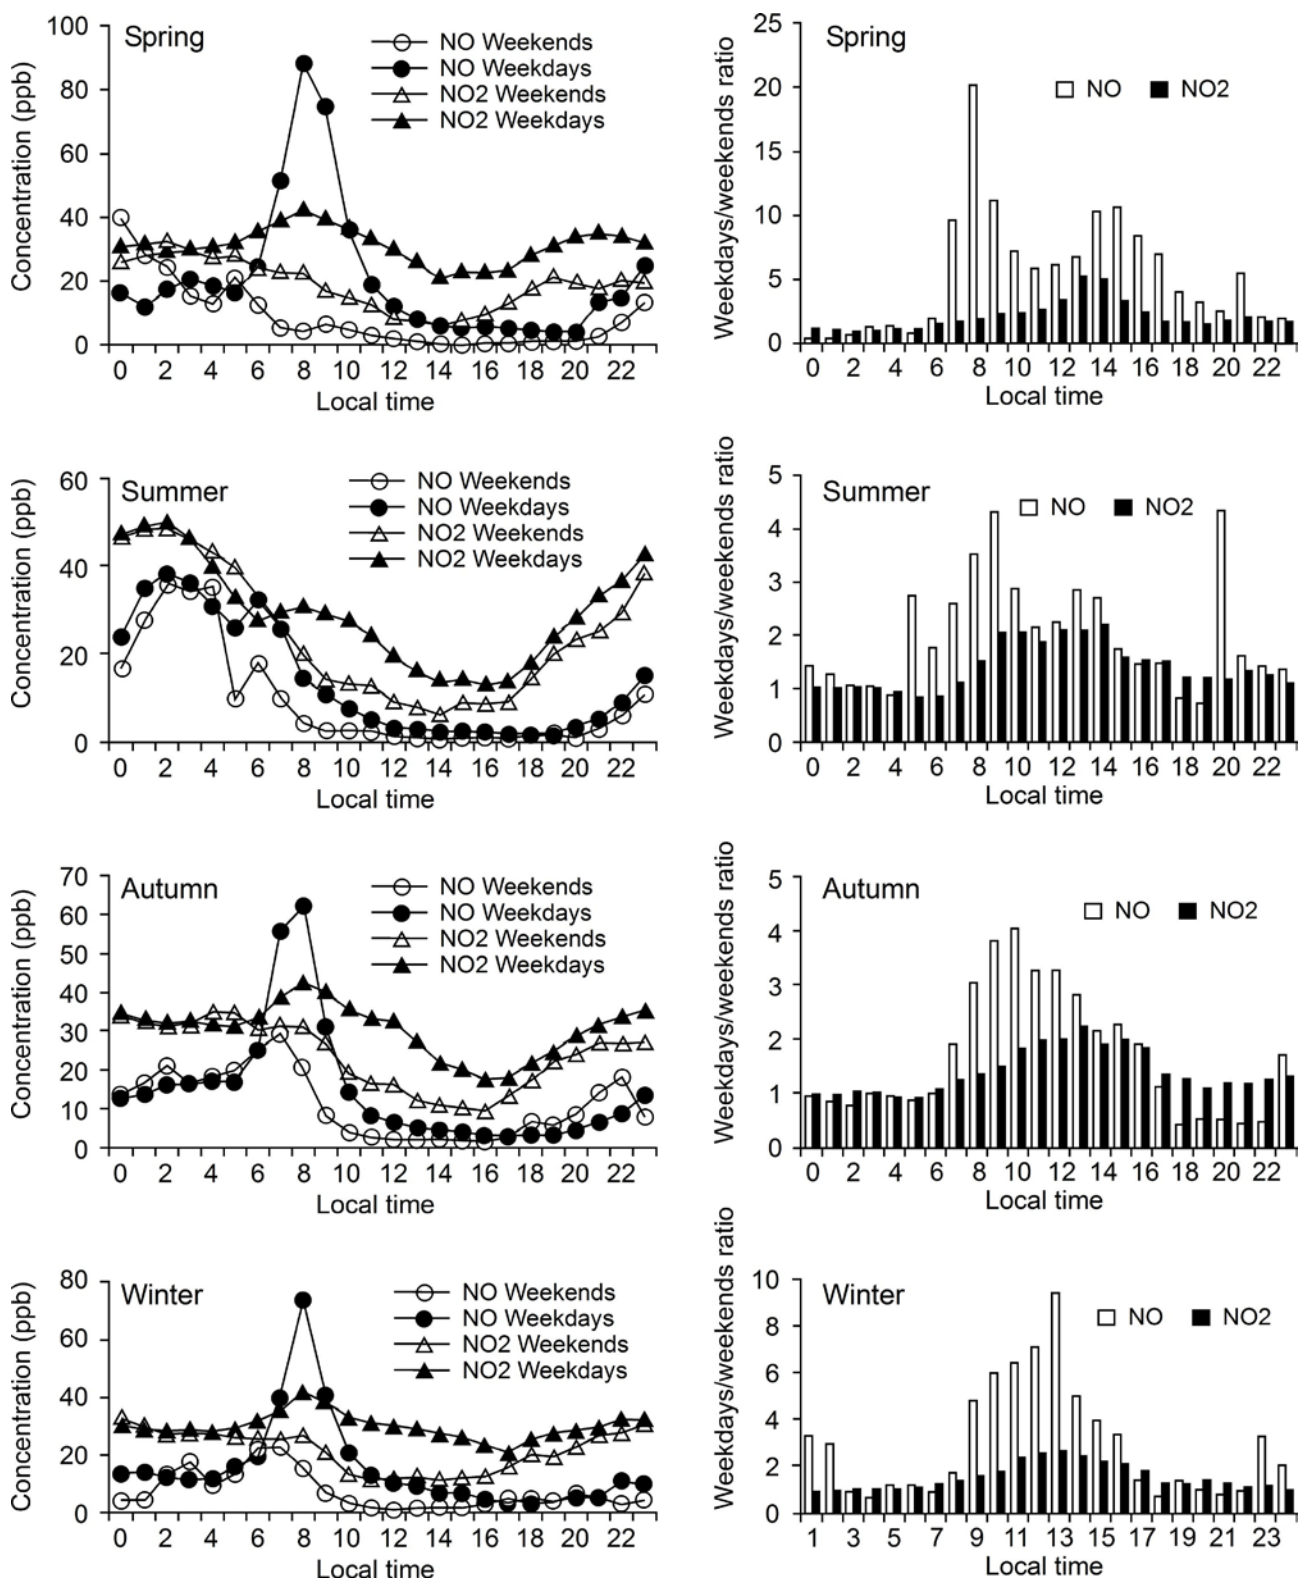 Spring
NO Weekends
NO Weekdays
NO2 Weekends
NO2 Weekdays
Concentration (ppb)
100
80
60
40
20
0
0 2 4 6 8 10 12 14 16 18 20 22
Local time
Spring
NO NO2
Weekdays/weekends ratio
25
20
15
10
5
0
0 2 4 6 8 10 12 14 16 18 20 22
Local time
Summer
NO Weekends
NO Weekdays
NO2 Weekends
NO2 Weekdays
Concentration (ppb)
60
40
20
0
0 2 4 6 8 10 12 14 16 18 20 22
Local time
Summer
NO NO2
Weekdays/weekends ratio
5
4
3
2
1
0
0 2 4 6 8 10 12 14 16 18 20 22
Local time
Autumn
NO Weekends
NO Weekdays
NO2 Weekends
NO2 Weekdays
Concentration (ppb)
70
60
50
40
30
20
10
0
0 2 4 6 8 10 12 14 16 18 20 22
Local time
Autumn
NO NO2
Weekdays/weekends ratio
5
4
3
2
1
0
0 2 4 6 8 10 12 14 16 18 20 22
Local time
Winter
NO Weekends
NO Weekdays
NO2 Weekends
NO2 Weekdays
Concentration (ppb)
80
60
40
20
0
0 2 4 6 8 10 12 14 16 18 20 22
Local time
Winter
NO NO2
Weekdays/weekends ratio
10
8
6
4
2
0
1 3 5 7 9 11 13 15 17 19 21 23
Local time